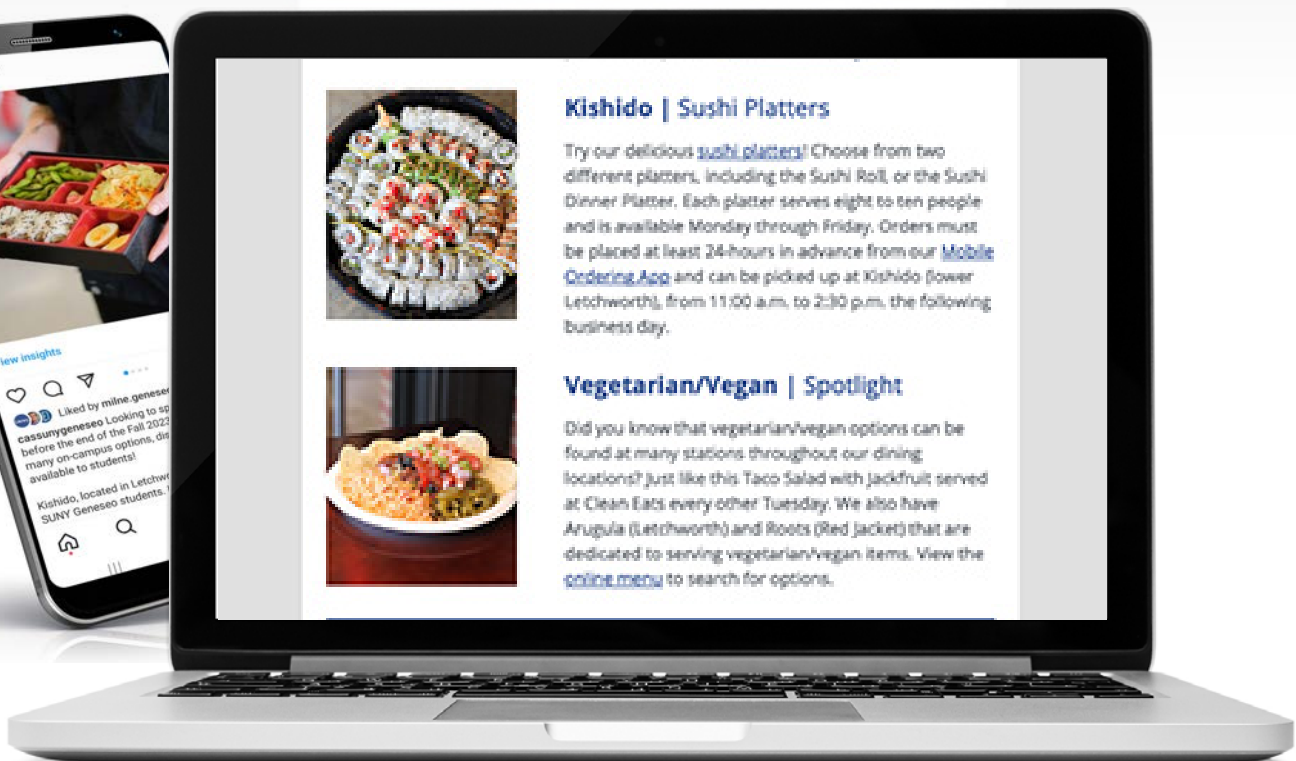 iew insights
Liked by milne.genese
cassunygeneseo Looking to sp
before the end of the Fall 2023
many on-campus options, dis
available to students!
Kishido, located in Letchw
SUNY Geneseo students.
Kishido | Sushi Platters
Try our delicious sushi platters! Choose from two
different platters, including the Sushi Roll, or the Sushi
Dinner Platter. Each platter serves eight to ten people
and is available Monday through Friday. Orders must
be placed at least 24-hours in advance from our Mobile
Ordering App and can be picked up at Kishido (lower
Letchworth), from 11:00 a.m. to 2:30 p.m. the following
business day.
Vegetarian/Vegan | Spotlight
Did you know that vegetarian/vegan options can be
found at many stations throughout our dining
locations? Just like this Taco Salad with Jackfruit served
at Clean Eats every other Tuesday. We also have
Arugula (Letchworth) and Roots (Red Jacket) that are
dedicated to serving vegetarian/vegan items. View the
online menu to search for options.